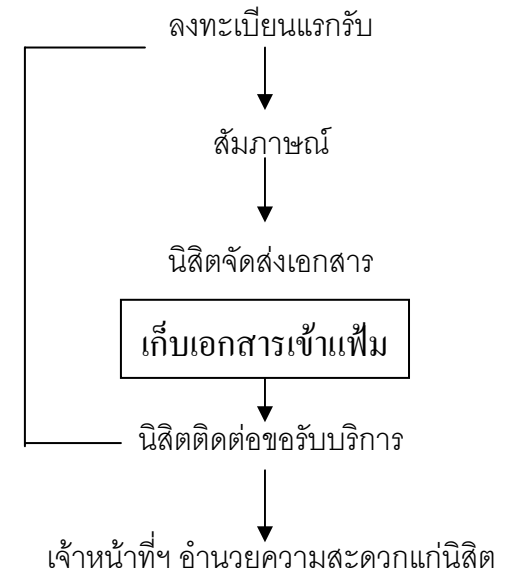 ลงทะเบียนแรกรับ
สัมภาษณ์
นิสิตจัดส่งเอกสาร
เก็บเอกสารเข้าแฟ้ม
นิสิตติดต่อขอรับบริการ
เจ้าหน้าที่ฯ อำนวยความสะดวกแก่นิสิต